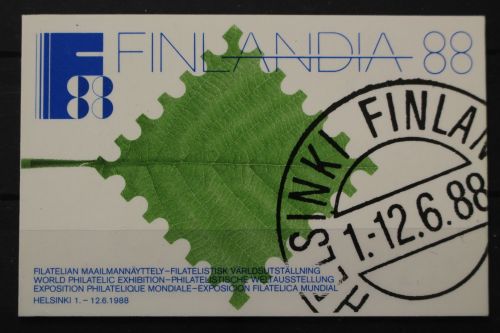 FINLANDIA 88
F 88
HELSINKI FINLAN
1.-12.6.88
FILATELIAN MAAILMANNÄYTTELY–FILATELISTISK VÄRLDSUTSTÄLLNING
WORLD PHILATELIC EXHIBITION–PHILATELISTISCHE WELTAUSSTELLUNG
EXPOSITION PHILATELIQUE MONDIALE–EXPOSICION FILATELICA MUNDIAL
HELSINKI 1. – 12.6.1988